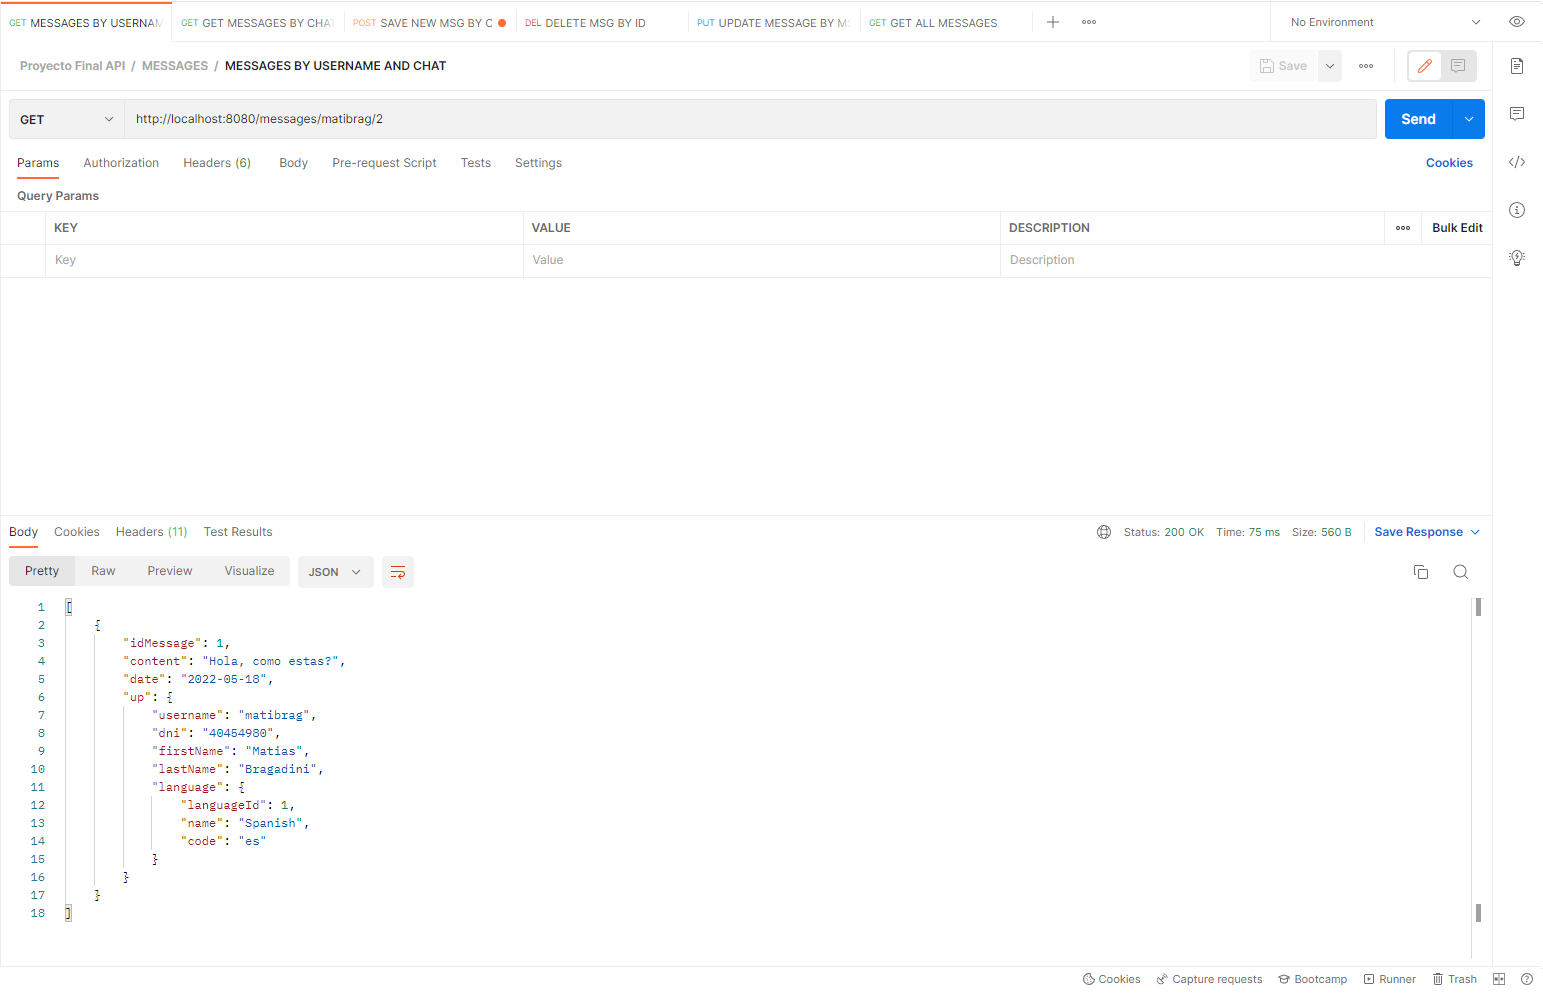 GET MESSAGES BY USERNAM GET GET MESSAGES BY CHAT POST SAVE NEW MSG BY C DEL DELETE MSG BY ID PUT UPDATE MESSAGE BY M GET GET ALL MESSAGES No Environment
Proyecto Final API / MESSAGES / MESSAGES BY USERNAME AND CHAT Save
GET http://localhost:8080/messages/matibrag/2 Send
Params Authorization Headers (6) Body Pre-request Script Tests Settings Cookies
Query Params
KEY VALUE DESCRIPTION Bulk Edit
Key Value Description
Body Cookies Headers (11) Test Results Status: 200 OK Time: 75 ms Size: 560 B Save Response
Pretty Raw Preview Visualize JSON
1 [
2 {
3 "idMessage": 1,
4 "content": "Hola, como estas?",
5 "date": "2022-05-18",
6 "up": {
7 "username": "matibrag",
8 "dni": "40454980",
9 "firstName": "Matias",
10 "lastName": "Bragadini",
11 "language": {
12 "languageId": 1,
13 "name": "Spanish",
14 "code": "es"
15 }
16 }
17 }
18 ]
Cookies Capture requests Bootcamp Runner Trash